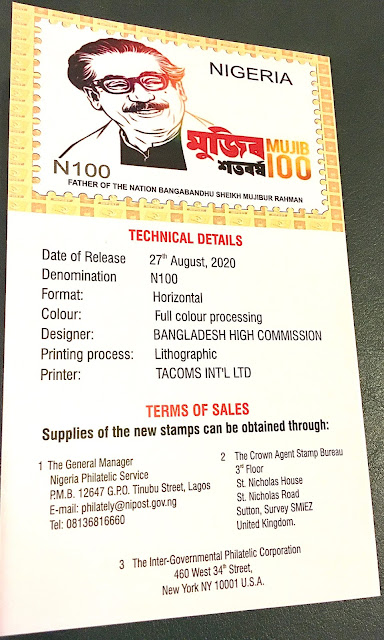 NIGERIA
মুজিব MUJIB
শতবর্ষ 100
N100
FATHER OF THE NATION BANGABANDHU SHEIKH MUJIBUR RAHMAN
TECHNICAL DETAILS
Date of Release 27th August, 2020
Denomination N100
Format: Horizontal
Colour: Full colour processing
Designer: BANGLADESH HIGH COMMISSION
Printing process: Lithographic
Printer: TACOMS INT'L LTD
TERMS OF SALES
Supplies of the new stamps can be obtained through:
1 The General Manager
Nigeria Philatelic Service
P.M.B. 12647 G.P.O. Tinubu Street, Lagos
E-mail: philately@nipost.gov.ng
Tel: 08136816660
2 The Crown Agent Stamp Bureau
3rd Floor
St. Nicholas House
St. Nicholas Road
Sutton, Survey SMIEZ
United Kingdom.
3 The Inter-Governmental Philatelic Corporation
460 West 34th Street,
New York NY 10001 U.S.A.